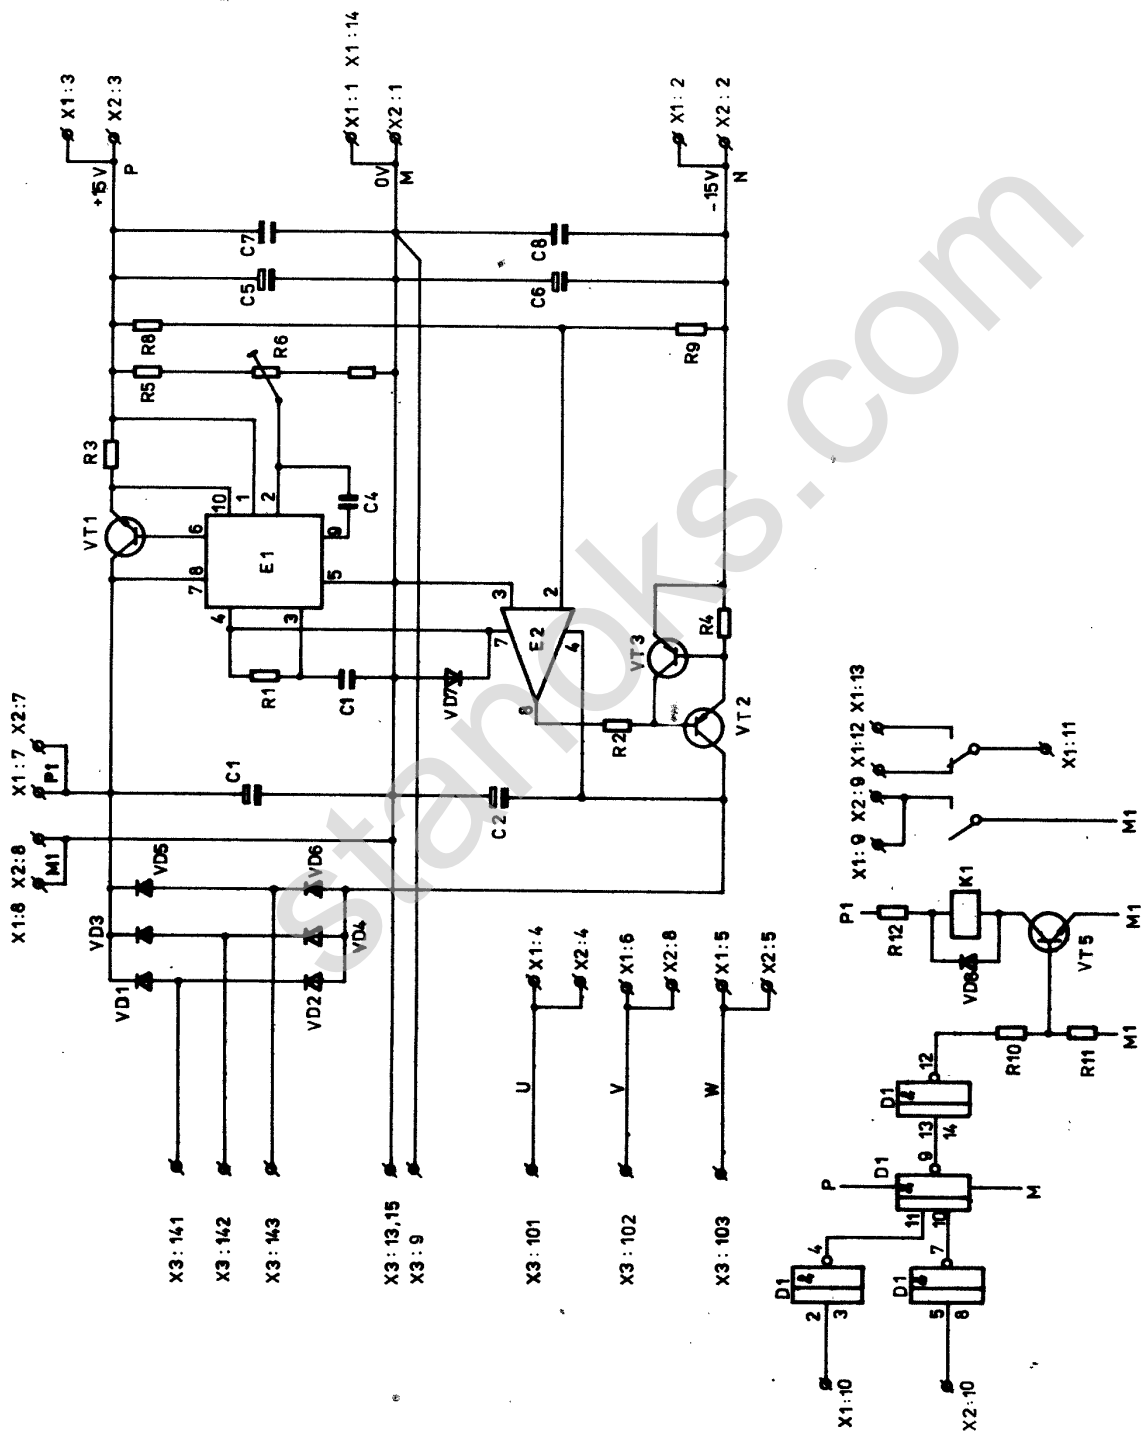 X1:3
X2:3
+15V
P
X1:1 X1:14
X2:1
0V
M
X1:2
X2:2
-15V
N
C7
C8
C5
C6
R8
R9
R5
R6
R3
VT1
10
1
2
6
9
C4
E1
7 8
5
4
3
R1
C1
VD7
3
2
7
4
E2
6
R2
VT3
R4
VT2
X1:7 X2:7
P1
X1:8 X2:8
M1
C1
C2
VD5
VD6
VD3
VD4
VD1
VD2
X3:141
X3:142
X3:143
X3:13,15
X3:9
X3:101
U
X1:4
X2:4
X3:102
V
X1:6
X2:8
X3:103
W
X1:5
X2:5
X1:9 X2:9 X1:12 X1:13
X1:11
M1
P1
R12
K1
VD8
VT5
M1
R10
R11
M1
12
D1
&
13
14
9
D1
&
P
M
11
10
4
D1
&
2
3
X1:10
7
D1
&
5
8
X2:10
stanoks.com